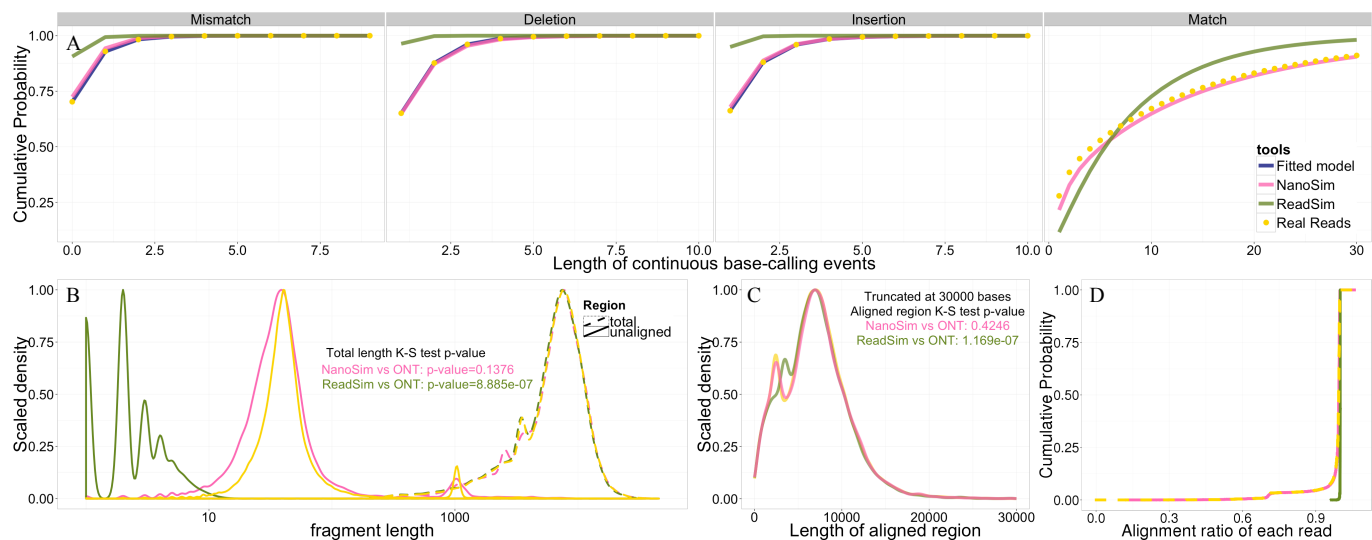 Mismatch Deletion Insertion Match
A
Cumulative Probability
1.00
0.75
0.50
0.25
0.0 2.5 5.0 7.5
2.5 5.0 7.5 10.0
2.5 5.0 7.5 10.0
0 10 20 30
Length of continuous base-calling events
tools
Fitted model
NanoSim
ReadSim
Real Reads
B
Scaled density
1.00
0.75
0.50
0.25
0.00
10 1000
fragment length
Region
total
unaligned
Total length K-S test p-value
NanoSim vs ONT: p-value=0.1376
ReadSim vs ONT: p-value=8.885e-07
C
Scaled density
1.00
0.75
0.50
0.25
0.00
0 10000 20000 30000
Length of aligned region
Truncated at 30000 bases
Aligned region K-S test p-value
NanoSim vs ONT: 0.4246
ReadSim vs ONT: 1.169e-07
D
Cumulative Probability
1.00
0.75
0.50
0.25
0.00
0.0 0.3 0.6 0.9
Alignment ratio of each read